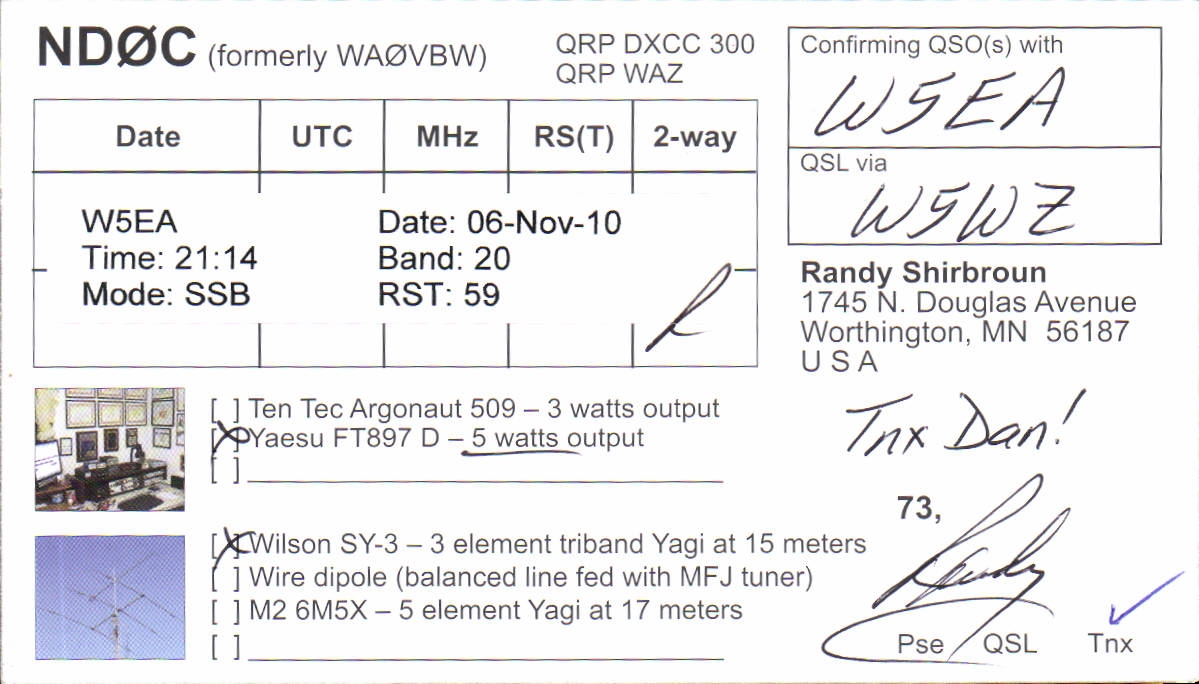 NDØC (formerly WAØVBW)
QRP DXCC 300
QRP WAZ
Date UTC MHz RS(T) 2-way
W5EA Date: 06-Nov-10
Time: 21:14 Band: 20
Mode: SSB RST: 59
R
Confirming QSO(s) with
W5EA
QSL via
W5WZ
Randy Shirbroun
1745 N. Douglas Avenue
Worthington, MN 56187
U S A
[ ] Ten Tec Argonaut 509 – 3 watts output
[X] Yaesu FT897 D – 5 watts output
[ ]
[X] Wilson SY-3 – 3 element triband Yagi at 15 meters
[ ] Wire dipole (balanced line fed with MFJ tuner)
[ ] M2 6M5X – 5 element Yagi at 17 meters
[ ]
Tnx Dan!
73,
Randy
Pse QSL Tnx